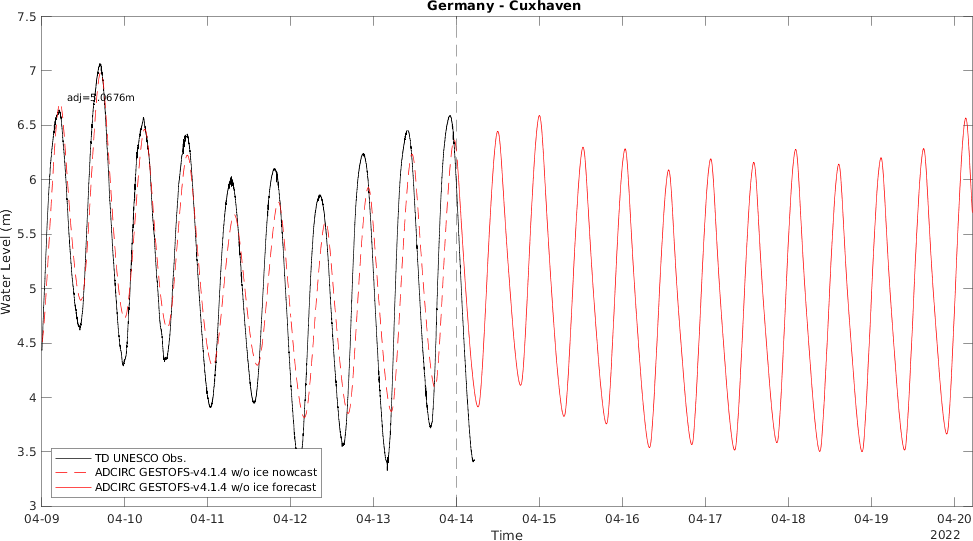 Germany - Cuxhaven
7.5
7
6.5
6
5.5
5
4.5
4
3.5
3
Water Level (m)
adj=5.0676m
TD UNESCO Obs.
ADCIRC GESTOFS-v4.1.4 w/o ice nowcast
ADCIRC GESTOFS-v4.1.4 w/o ice forecast
04-09 04-10 04-11 04-12 04-13 04-14 04-15 04-16 04-17 04-18 04-19 04-20
Time
2022